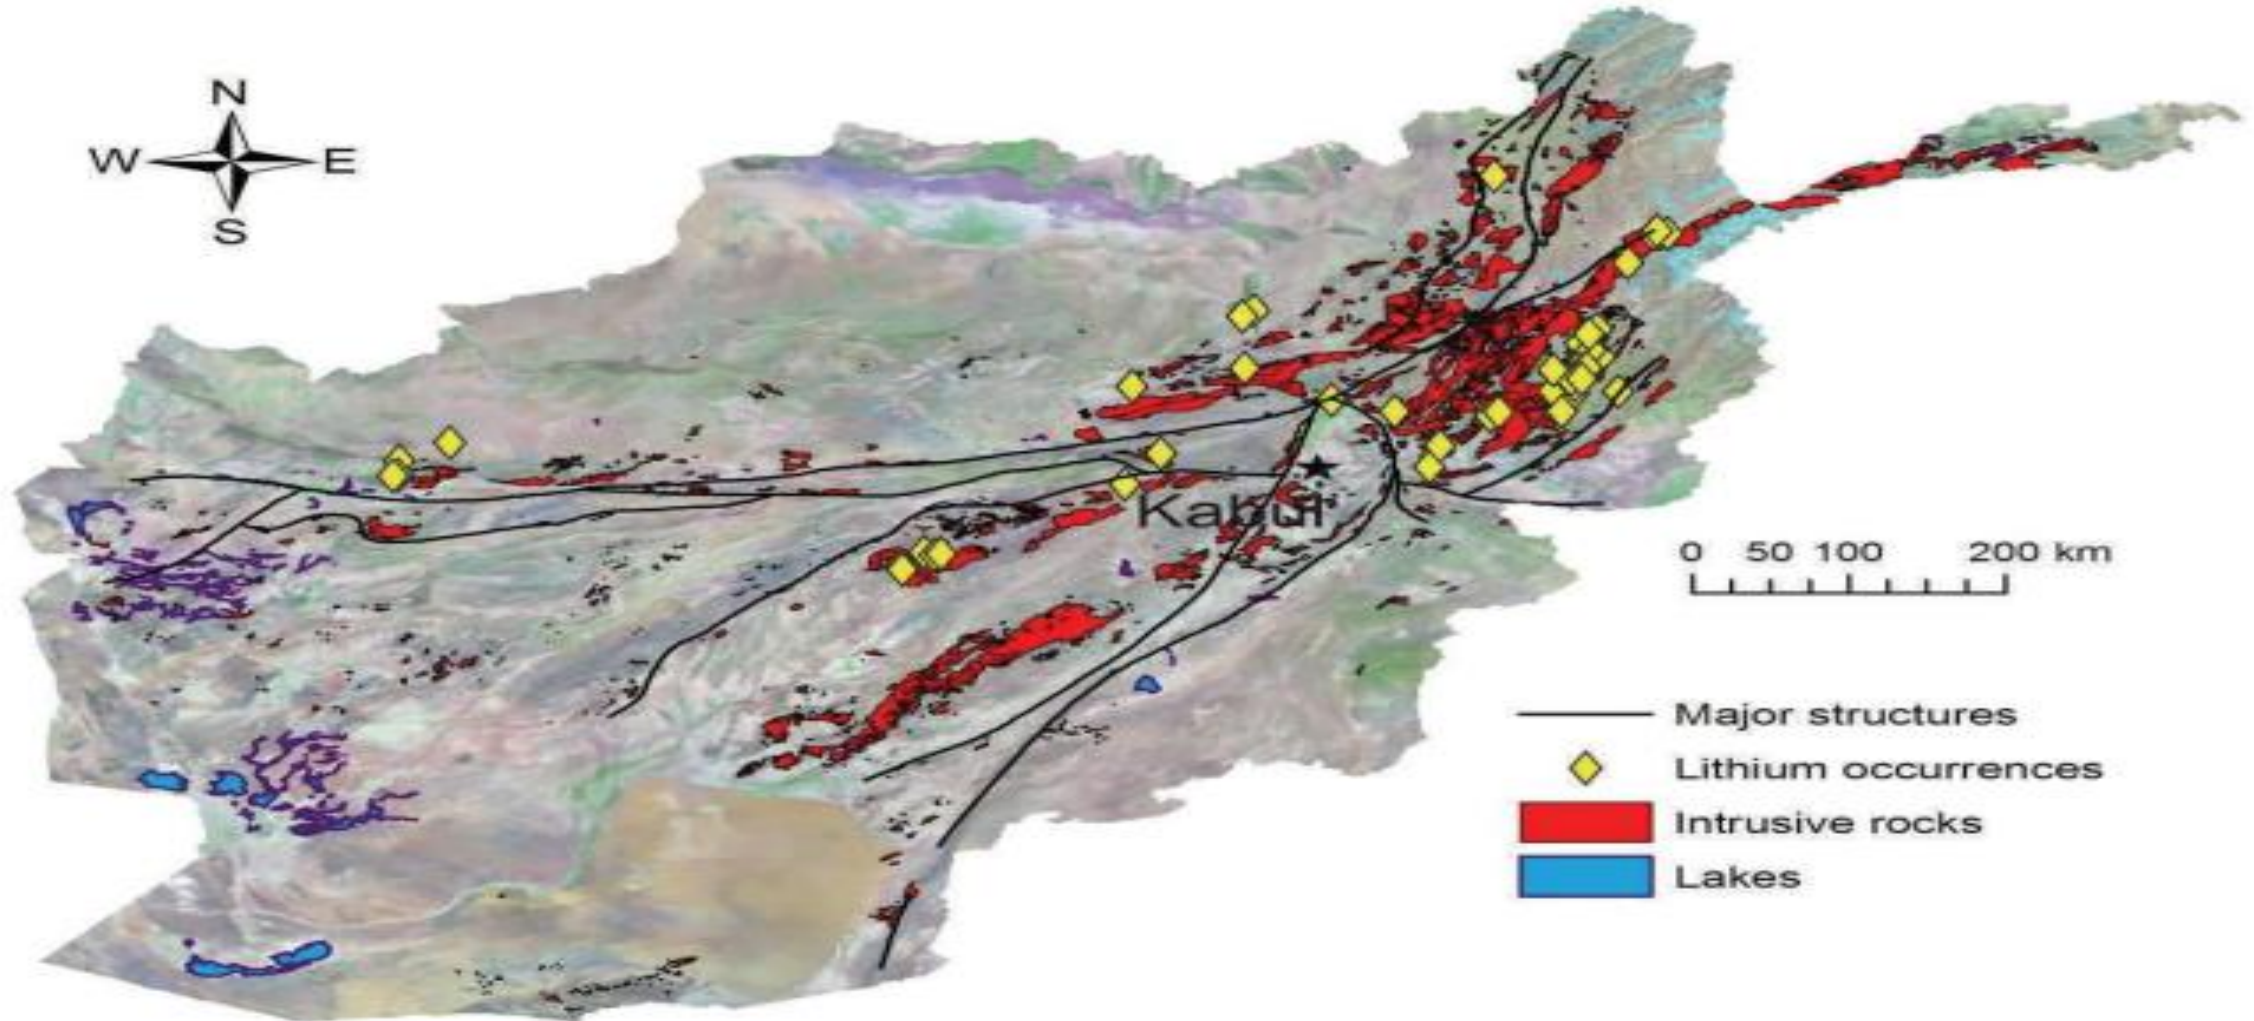 N
W E
S
Kabul
0 50 100 200 km
Major structures
Lithium occurrences
Intrusive rocks
Lakes